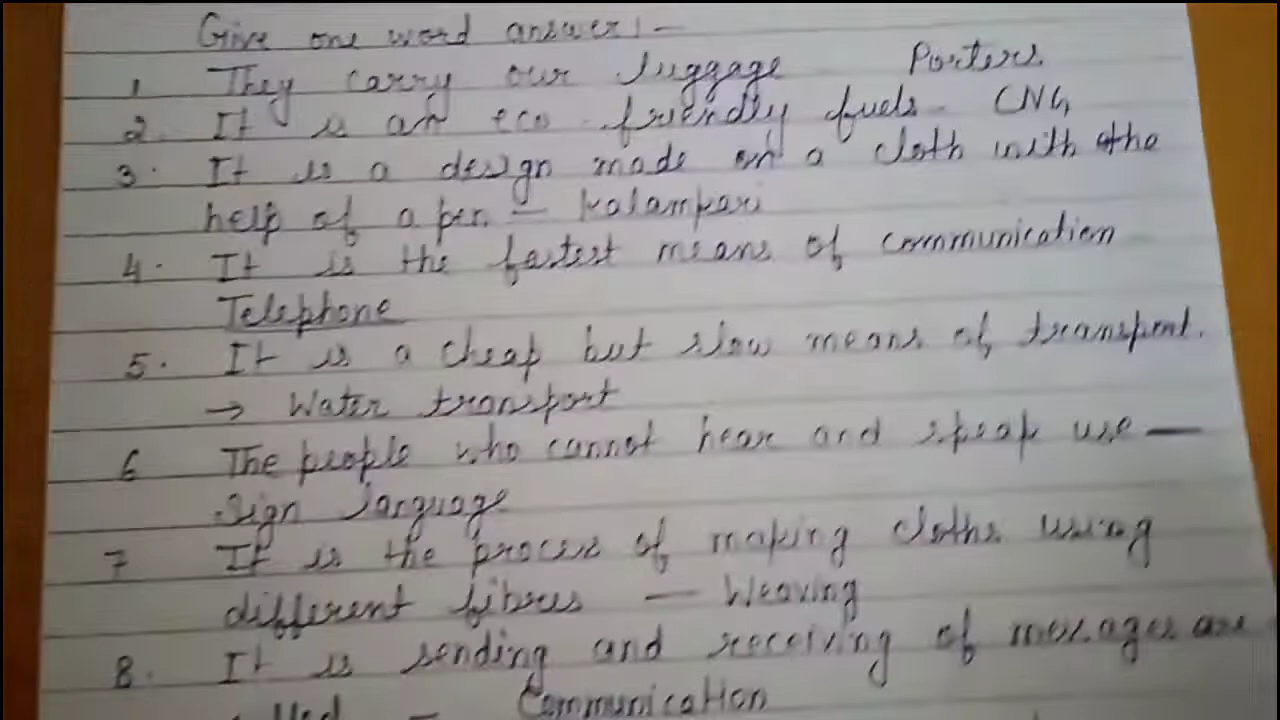 Give one word answer :-
1 They carry our luggage Porters
2. It is an eco-friendly fuels - CNG
3. It is a design made on a cloth with the
help of a pen - Kalampari
4. It is the fastest means of communication
Telephone
5. It is a cheap but slow means of transport.
→ Water transport
6 The people who cannot hear and speak use —
Sign language
7 It is the process of making cloths using
different fibres — Weaving
8. It is sending and receiving of messages are
called - Communication